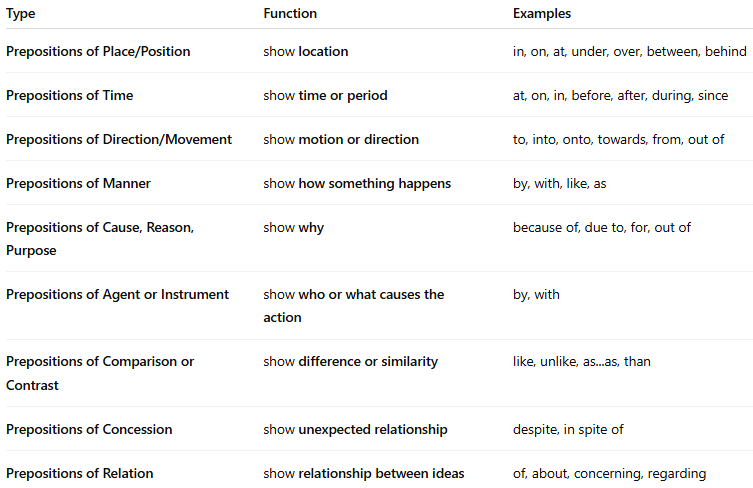 Type Function Examples
Prepositions of Place/Position show location in, on, at, under, over, between, behind
Prepositions of Time show time or period at, on, in, before, after, during, since
Prepositions of Direction/Movement show motion or direction to, into, onto, towards, from, out of
Prepositions of Manner show how something happens by, with, like, as
Prepositions of Cause, Reason, show why because of, due to, for, out of
Purpose
Prepositions of Agent or Instrument show who or what causes the by, with
action
Prepositions of Comparison or show difference or similarity like, unlike, as...as, than
Contrast
Prepositions of Concession show unexpected relationship despite, in spite of
Prepositions of Relation show relationship between ideas of, about, concerning, regarding